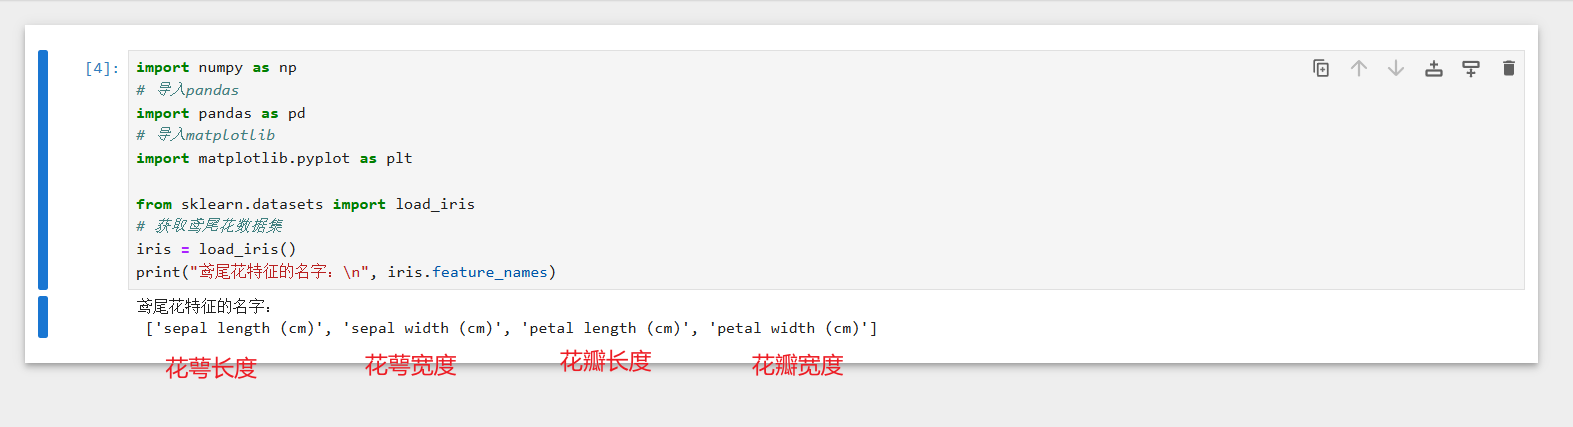 [4]:
import numpy as np
# 导入pandas
import pandas as pd
# 导入matplotlib
import matplotlib.pyplot as plt
from sklearn.datasets import load_iris
# 获取鸢尾花数据集
iris = load_iris()
print("鸢尾花特征的名字：\n", iris.feature_names)
鸢尾花特征的名字：
['sepal length (cm)', 'sepal width (cm)', 'petal length (cm)', 'petal width (cm)']
花萼长度 花萼宽度 花瓣长度 花瓣宽度